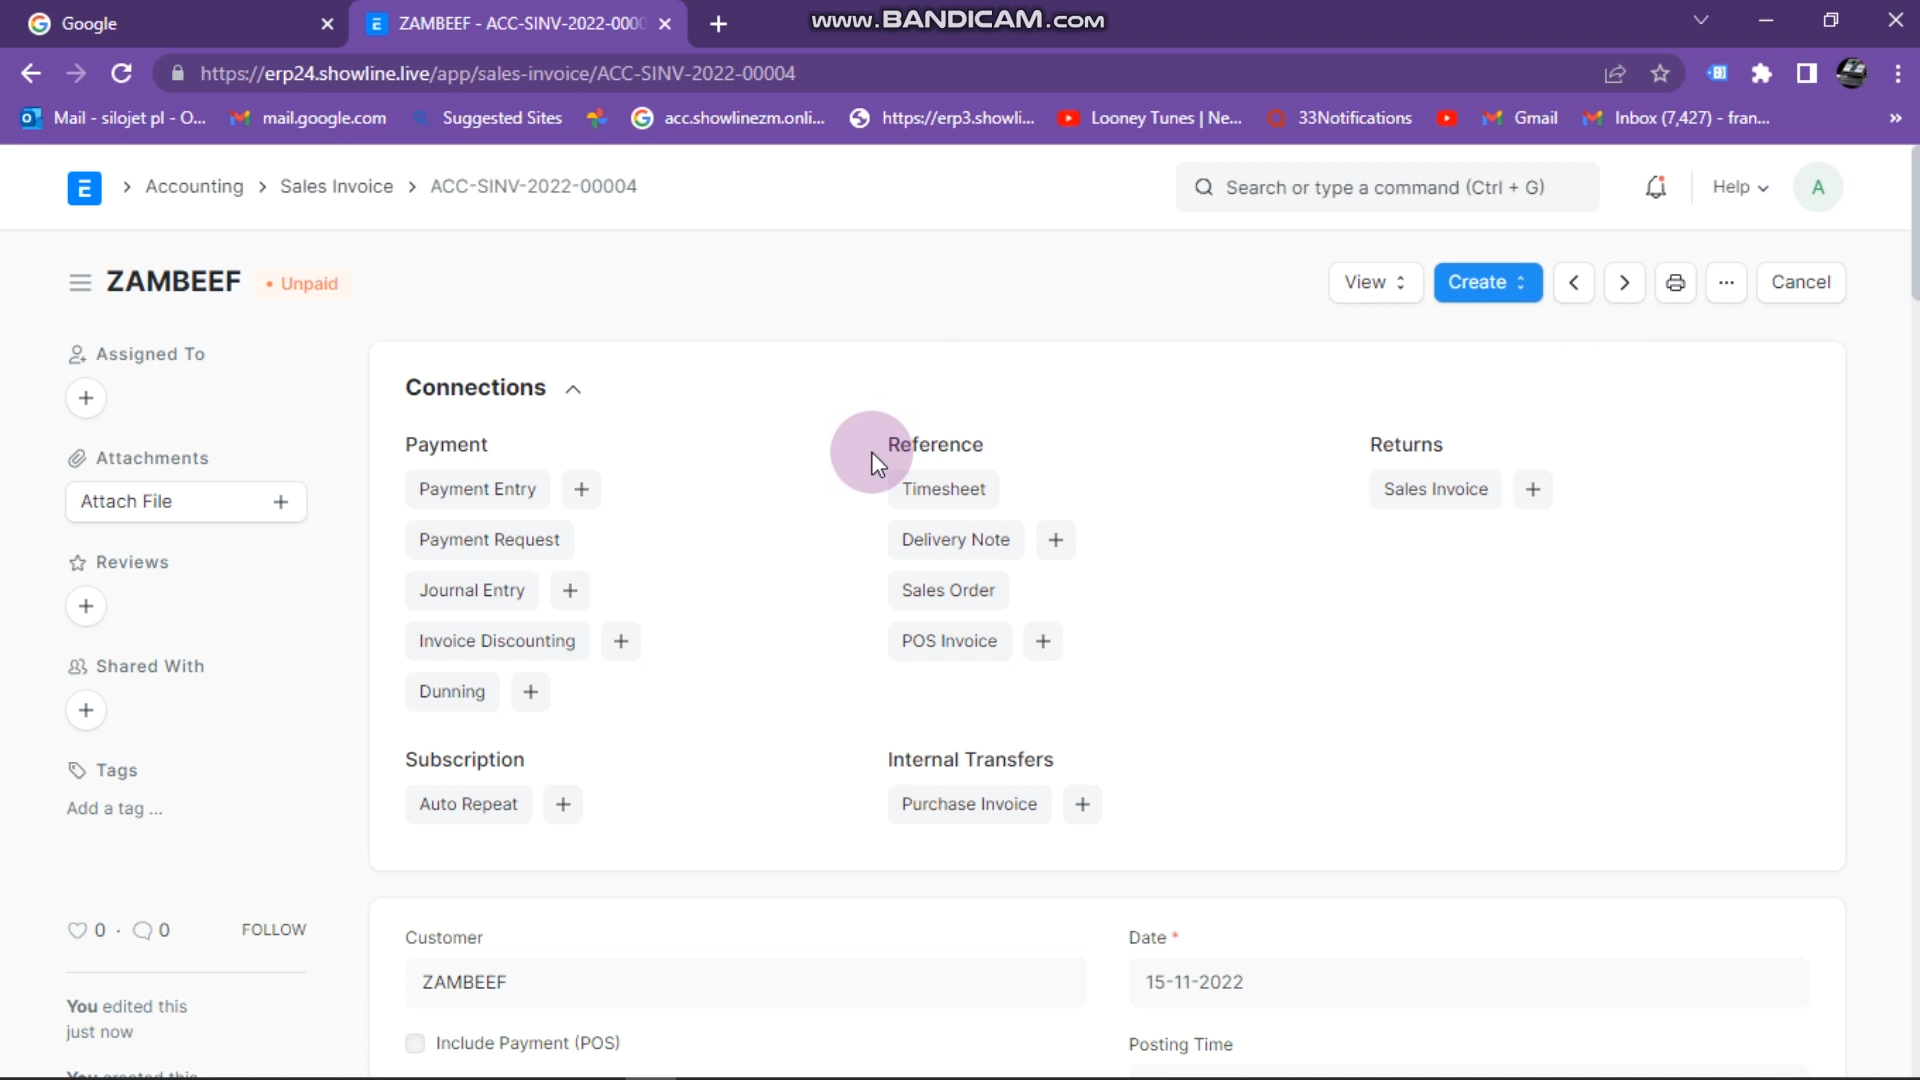 Google
ZAMBEEF - ACC-SINV-2022-000
www.BANDICAM.com
https://erp24.showline.live/app/sales-invoice/ACC-SINV-2022-00004
Mail - silojet pl - O...
mail.google.com
Suggested Sites
acc.showlinezm.onli...
https://erp3.showli...
Looney Tunes | Ne...
33Notifications
Gmail
Inbox (7,427) - fran...
»
E
Accounting
Sales Invoice
ACC-SINV-2022-00004
Search or type a command (Ctrl + G)
Help
A
ZAMBEEF
• Unpaid
View
Create
Cancel
Assigned To
Attachments
Attach File
Reviews
Shared With
Tags
Add a tag ...
0 · 0
FOLLOW
You edited this
just now
You created this
Connections
Payment
Payment Entry
Payment Request
Journal Entry
Invoice Discounting
Dunning
Reference
Timesheet
Delivery Note
Sales Order
POS Invoice
Returns
Sales Invoice
Subscription
Auto Repeat
Internal Transfers
Purchase Invoice
Customer
ZAMBEEF
Date *
15-11-2022
Include Payment (POS)
Posting Time